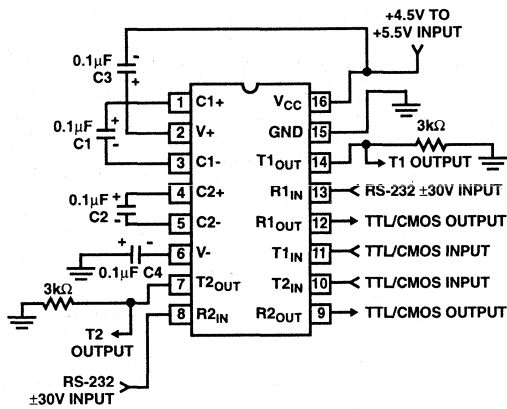 +4.5V TO
+5.5V INPUT
-
0.1µF
C3
+
1 C1+
VCC 16
0.1µF
+
C1
-
2 V+
GND 15
3kΩ
3 C1-
T1OUT 14
T1 OUTPUT
4 C2+
R1IN 13
RS-232 ±30V INPUT
0.1µF
+
C2
-
5 C2-
R1OUT 12
TTL/CMOS OUTPUT
+ -
0.1µF C4
6 V-
T1IN 11
TTL/CMOS INPUT
3kΩ
7 T2OUT
T2IN 10
TTL/CMOS INPUT
8 R2IN
R2OUT 9
TTL/CMOS OUTPUT
T2
OUTPUT
RS-232
±30V INPUT